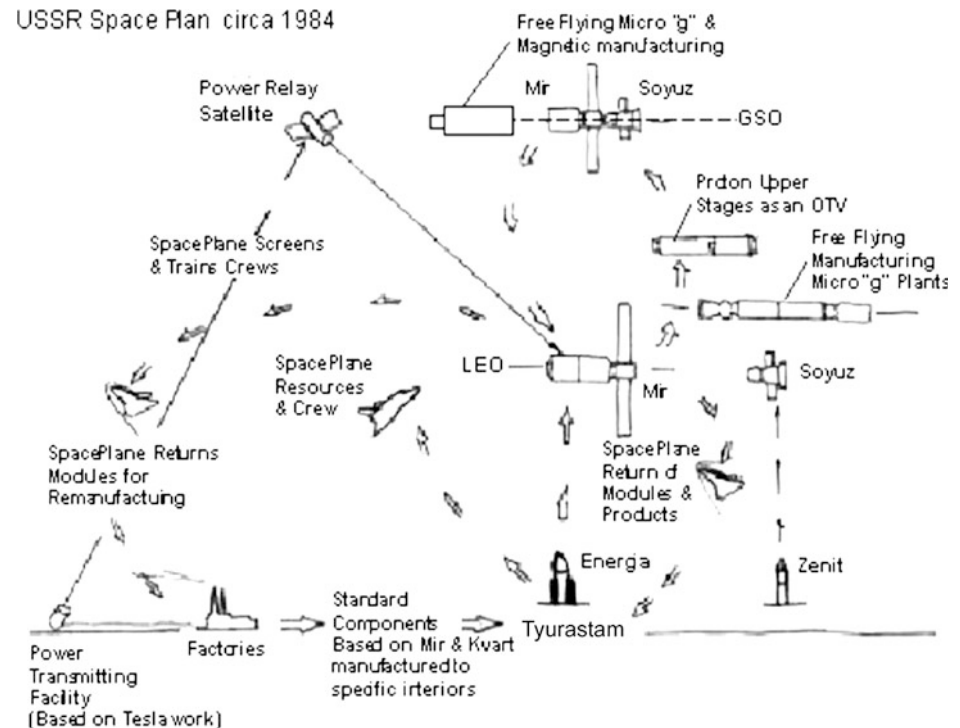 USSR Space Plan circa 1984
Free Flying Micro "g" &
Magnetic manufacturing
Power Relay
Satellite
Mir
Soyuz
GSO
Proton Upper
Stages as an OTV
SpacePlane Screens
& Trains Crews
Free Flying
Manufacturing
Micro "g" Plants
SpacePlane
Resources
& Crew
LEO
Mir
Soyuz
SpacePlane Returns
Modules for
Remanufactuing
SpacePlane
Return of
Modules &
Products
Energia
Zenit
Factories
Standard
Components
Based on Mir & Kvart
manufactured to
specific irteriors
Tyurastam
Power
Transmitting
Facility
(Based on Tesla work)